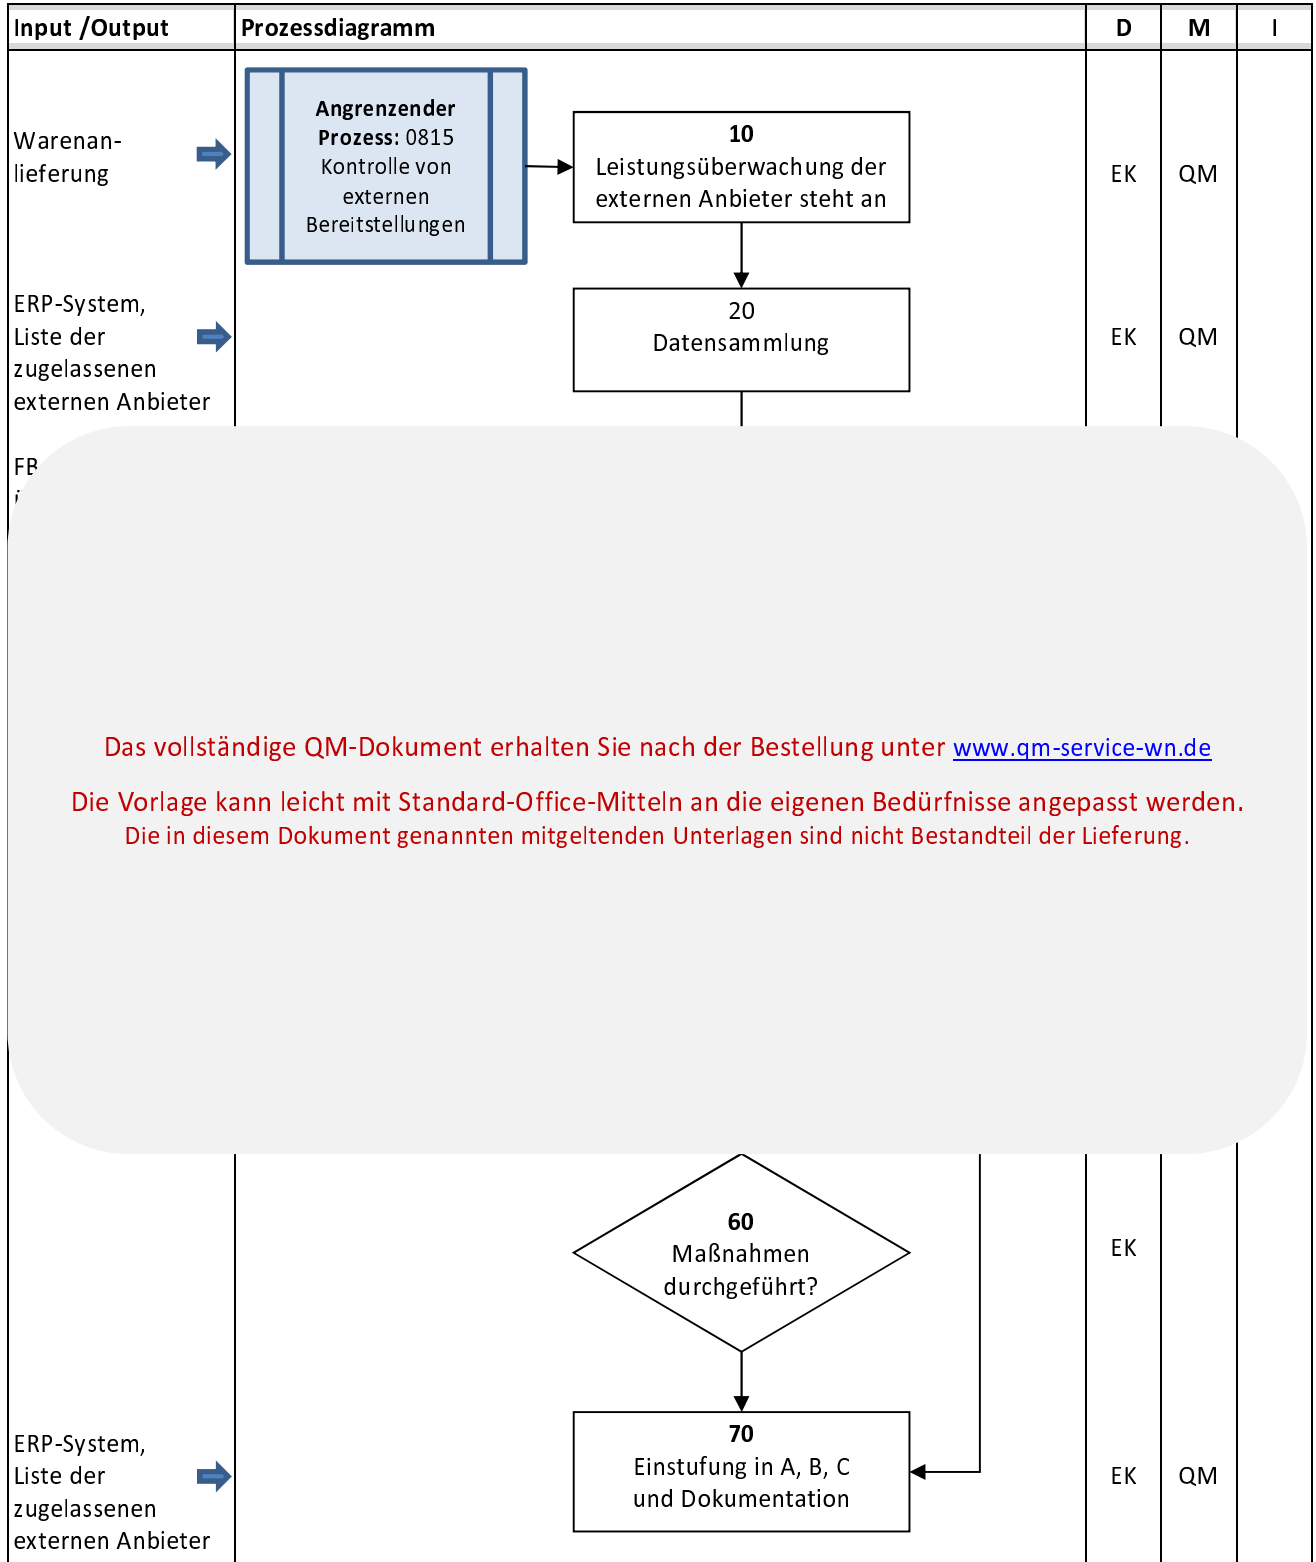 Input /Output
Prozessdiagramm
D
M
I
Warenan-
lieferung
Angrenzender
Prozess: 0815
Kontrolle von
externen
Bereitstellungen
10
Leistungsüberwachung der
externen Anbieter steht an
EK
QM
ERP-System,
Liste der
zugelassenen
externen Anbieter
20
Datensammlung
EK
QM
FB
Das vollständige QM-Dokument erhalten Sie nach der Bestellung unter www.qm-service-wn.de
Die Vorlage kann leicht mit Standard-Office-Mitteln an die eigenen Bedürfnisse angepasst werden.
Die in diesem Dokument genannten mitgeltenden Unterlagen sind nicht Bestandteil der Lieferung.
60
Maßnahmen
durchgeführt?
EK
ERP-System,
Liste der
zugelassenen
externen Anbieter
70
Einstufung in A, B, C
und Dokumentation
EK
QM